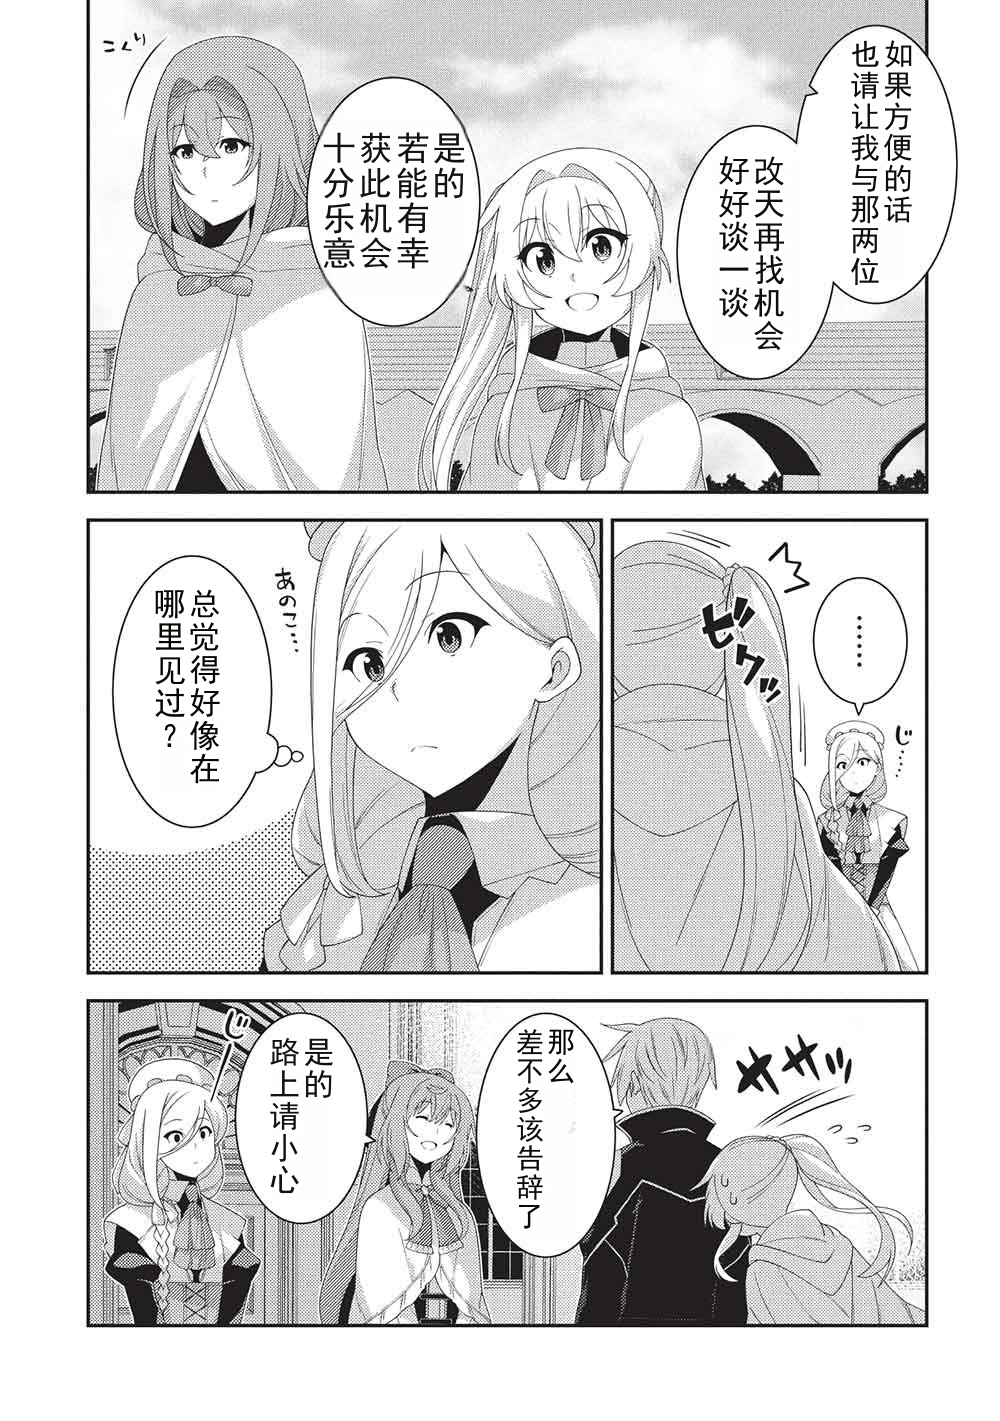 如果方便的话
也请让我与那两位
改天再找机会
好好谈一谈
是的
若能有幸
获此机会
十分乐意
こくり
……
じ…
ビクッ
总觉得好像在
哪里见过？
あのこ…
ササッ
那么
差不多该告辞了
是的
路上请小心
じー